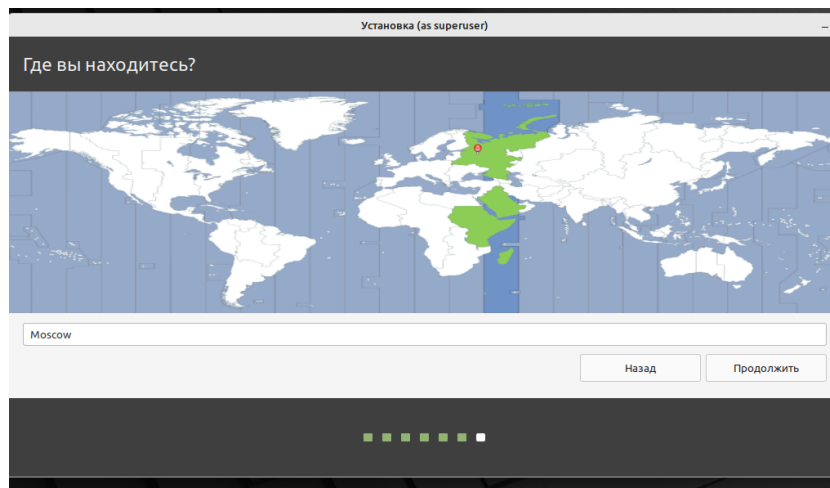 Установка (as superuser)
Где вы находитесь?
Moscow
Назад
Продолжить